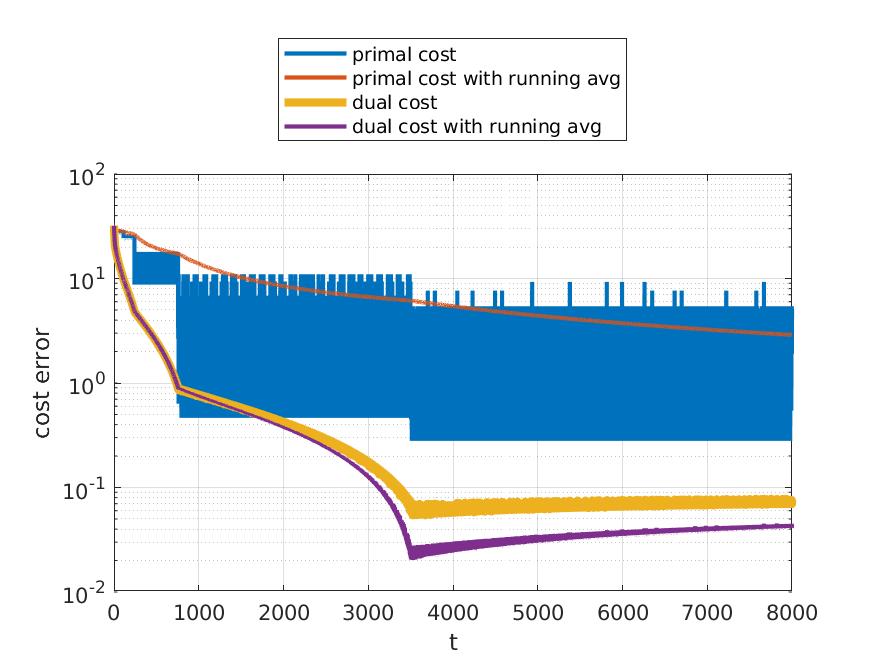 primal cost
primal cost with running avg
dual cost
dual cost with running avg
10^2
10^1
10^0
10^-1
10^-2
cost error
0 1000 2000 3000 4000 5000 6000 7000 8000
t